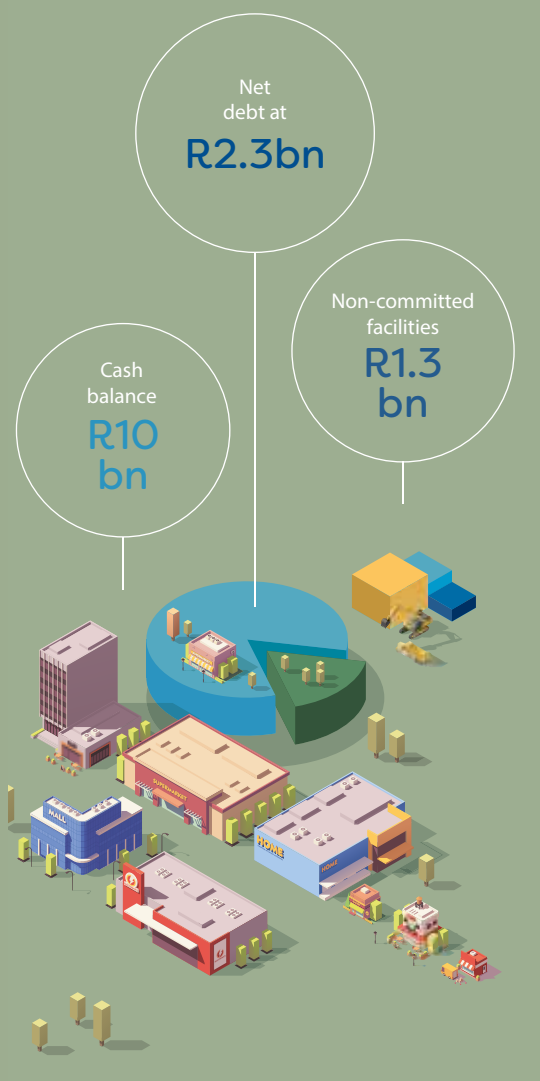 Net
debt at
R2.3bn
Non-committed
facilities
R1.3
bn
Cash
balance
R10
bn
SUPERMARKET
MALL
HOME
HOME